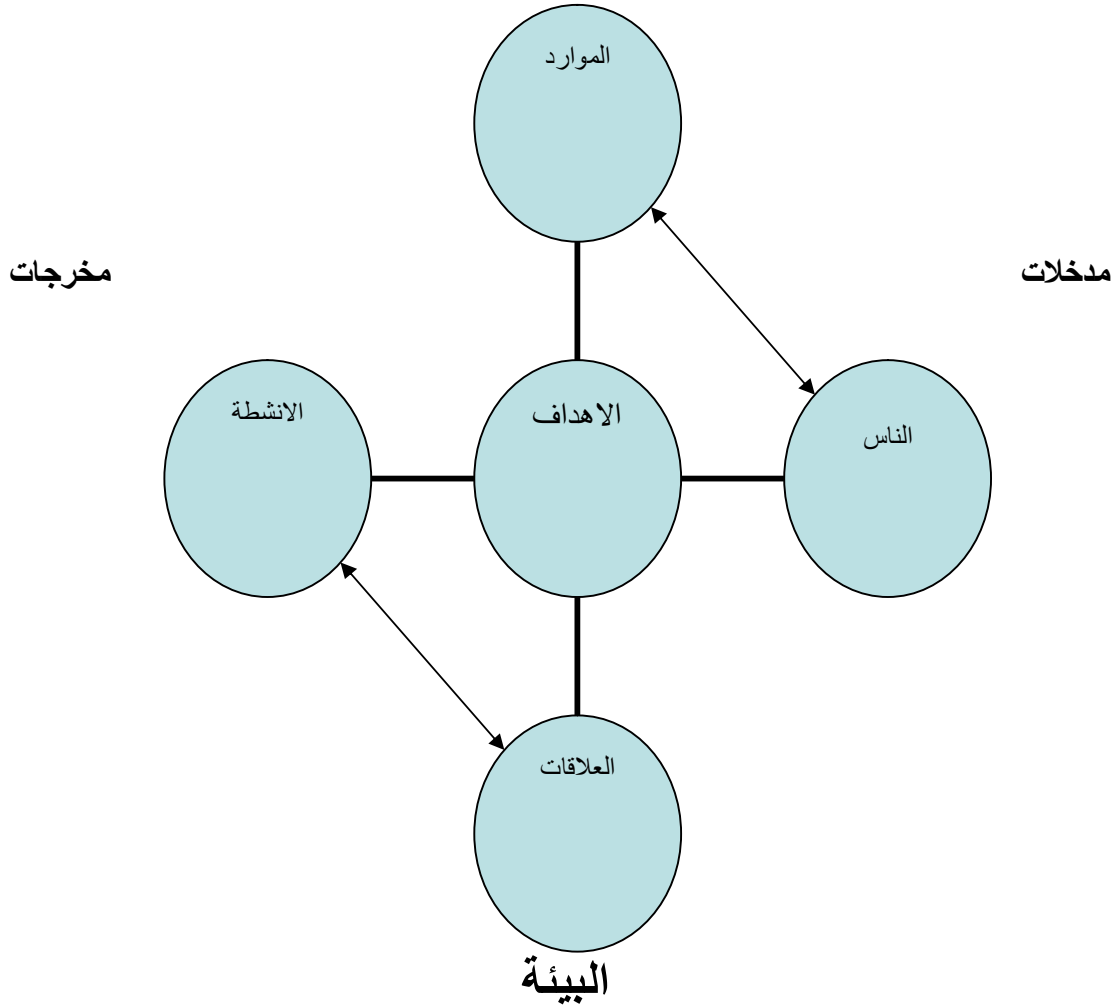 الموارد
مدخلات
مخرجات
الناس
الاهداف
الانشطة
العلاقات
البيئة